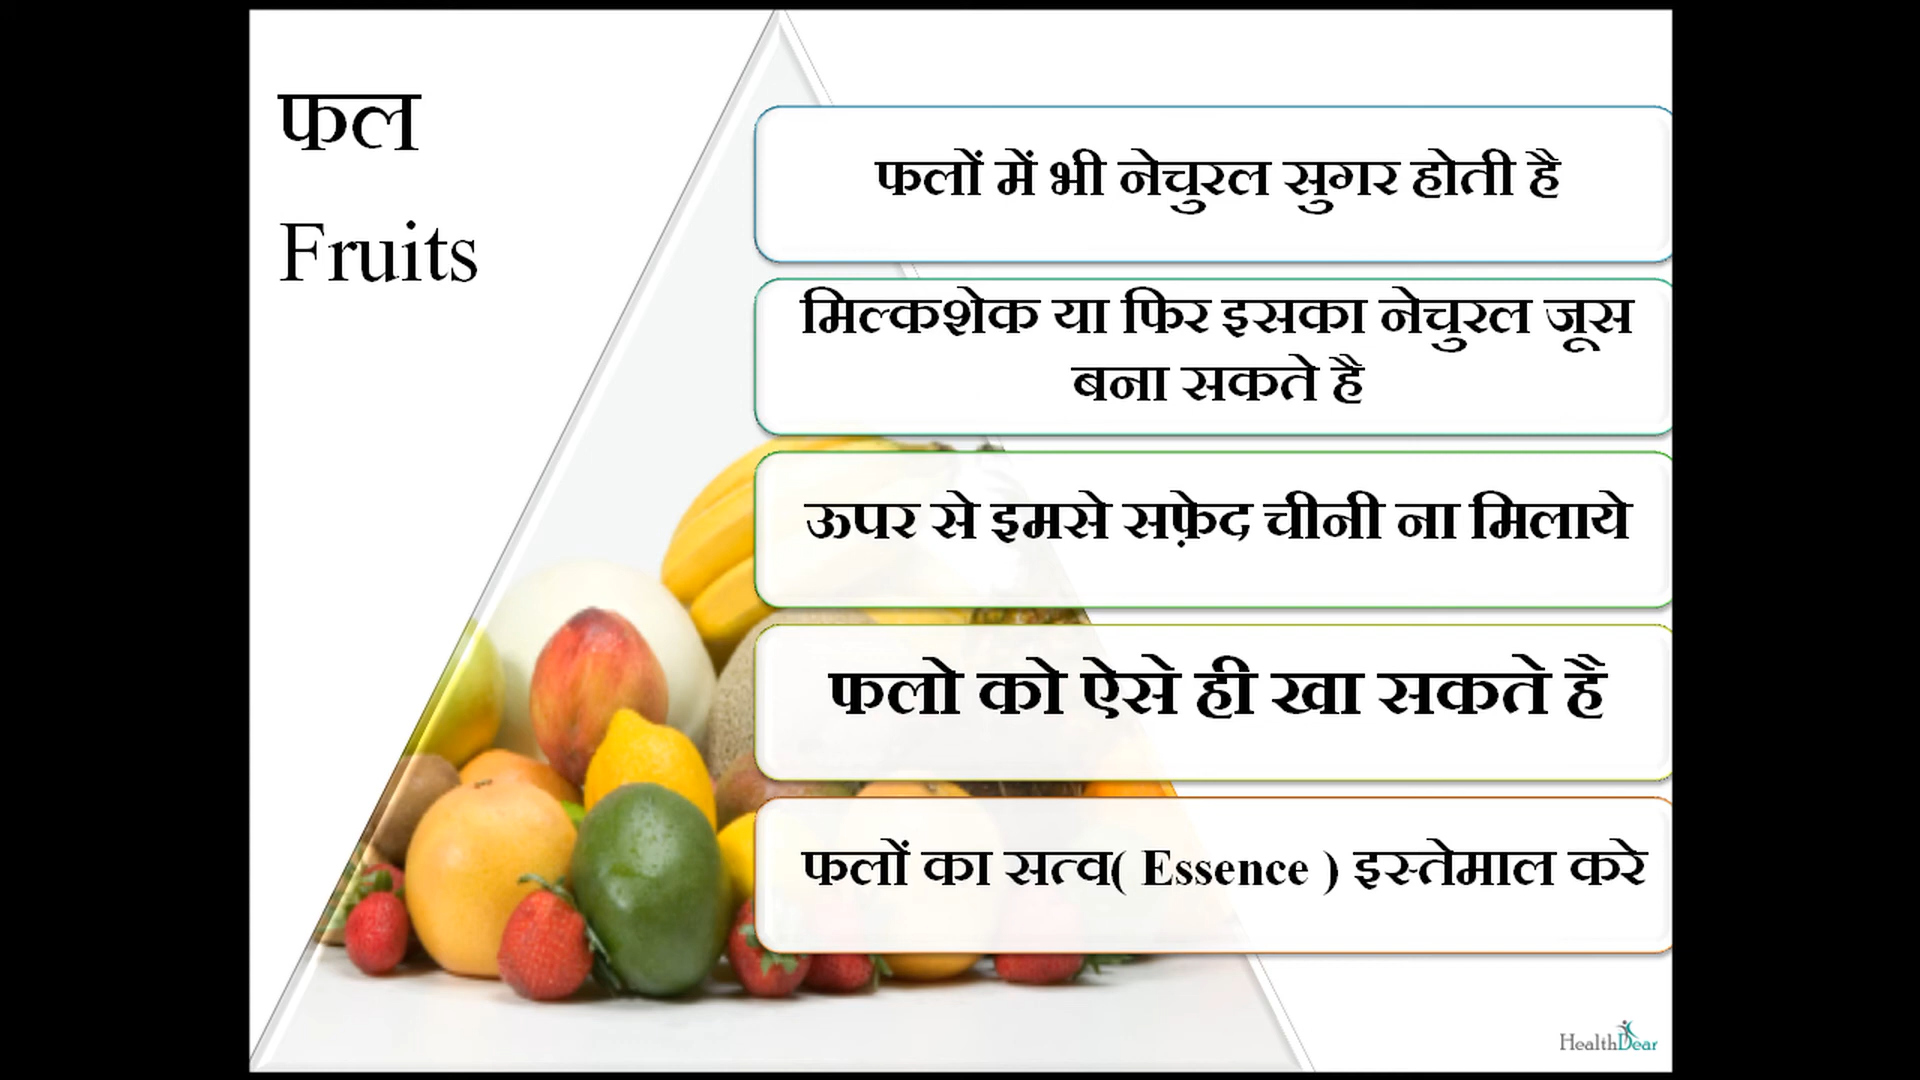 फल
Fruits
फलों में भी नेचुरल सुगर होती है
मिल्कशेक या फिर इसका नेचुरल जूस
बना सकते है
ऊपर से इमसे सफ़ेद चीनी ना मिलाये
फलो को ऐसे ही खा सकते है
फलों का सत्व( Essence ) इस्तेमाल करे
HealthDear